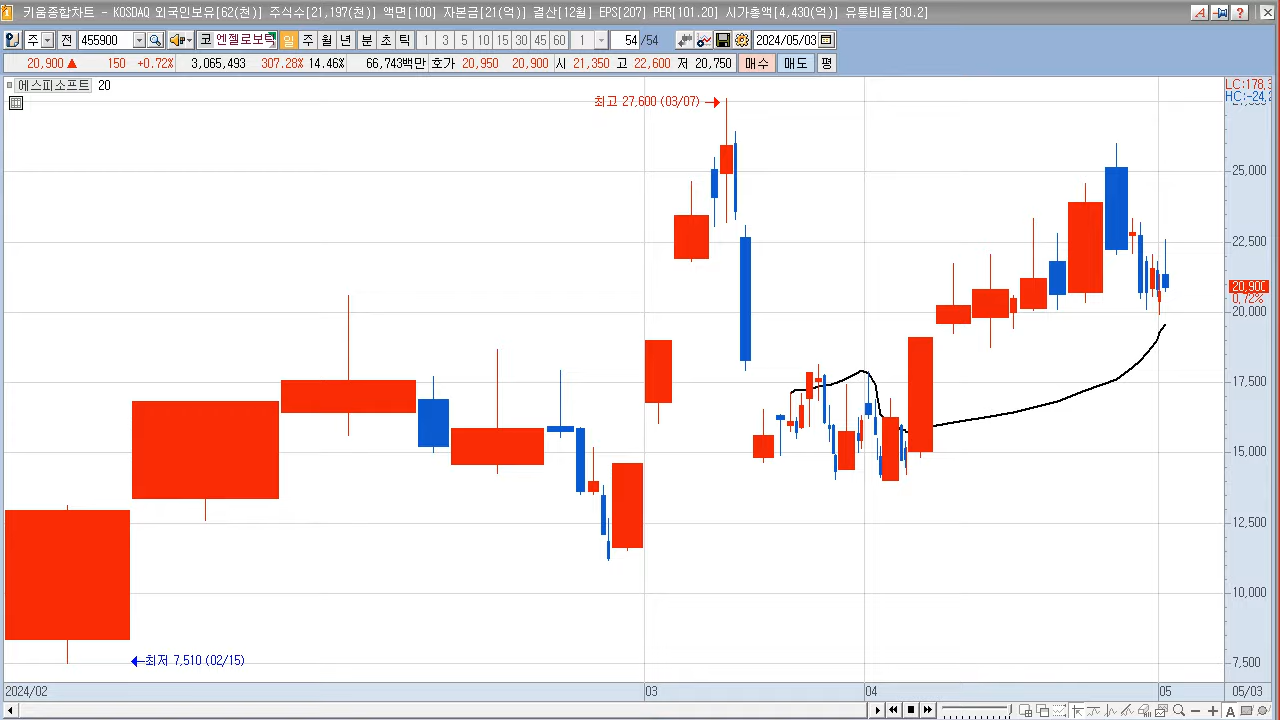 키움종합차트 - KOSDAQ 외국인보유[62(천)] 주식수[21,197(천)] 액면[100] 자본금[21(억)] 결산[12월] EPS[207] PER[101.20] 시가총액[4,430(억)] 유통비율[30.2]
주 전 455900 코 엔젤로보틱 일 주 월 년 분 초 틱 1 3 5 10 15 30 45 60 1 54 /54 2024/05/03
20,900 ▲ 150 +0.72% 3,065,493 307.28% 14.46% 66,743백만 호가 20,950 20,900 시 21,350 고 22,600 저 20,750 매수 매도 평
에스피소프트 20
LC:178,
HC:-24,
최고 27,600 (03/07)
25,000
22,500
20,900
0.72%
20,000
17,500
15,000
12,500
10,000
최저 7,510 (02/15)
7,500
2024/02 03 04 05 05/03
A